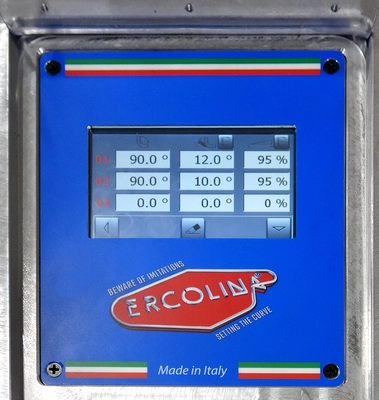 90.0 ° 12.0 ° 95 %
90.0 ° 10.0 ° 95 %
0.0 ° 0.0 ° 0 %
BEWARE OF IMITATIONS
ERCOLINA
SETTING THE CURVE
Made in Italy